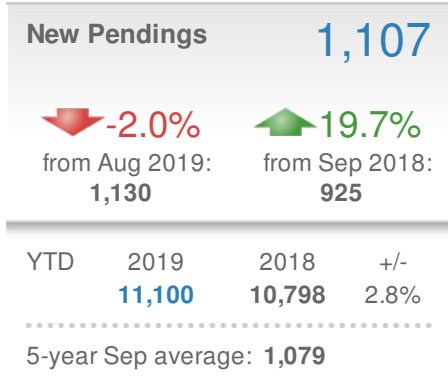 New Pendings 1,107
-2.0% 19.7%
from Aug 2019: from Sep 2018:
1,130 925
YTD 2019 2018 +/-
11,100 10,798 2.8%
5-year Sep average: 1,079